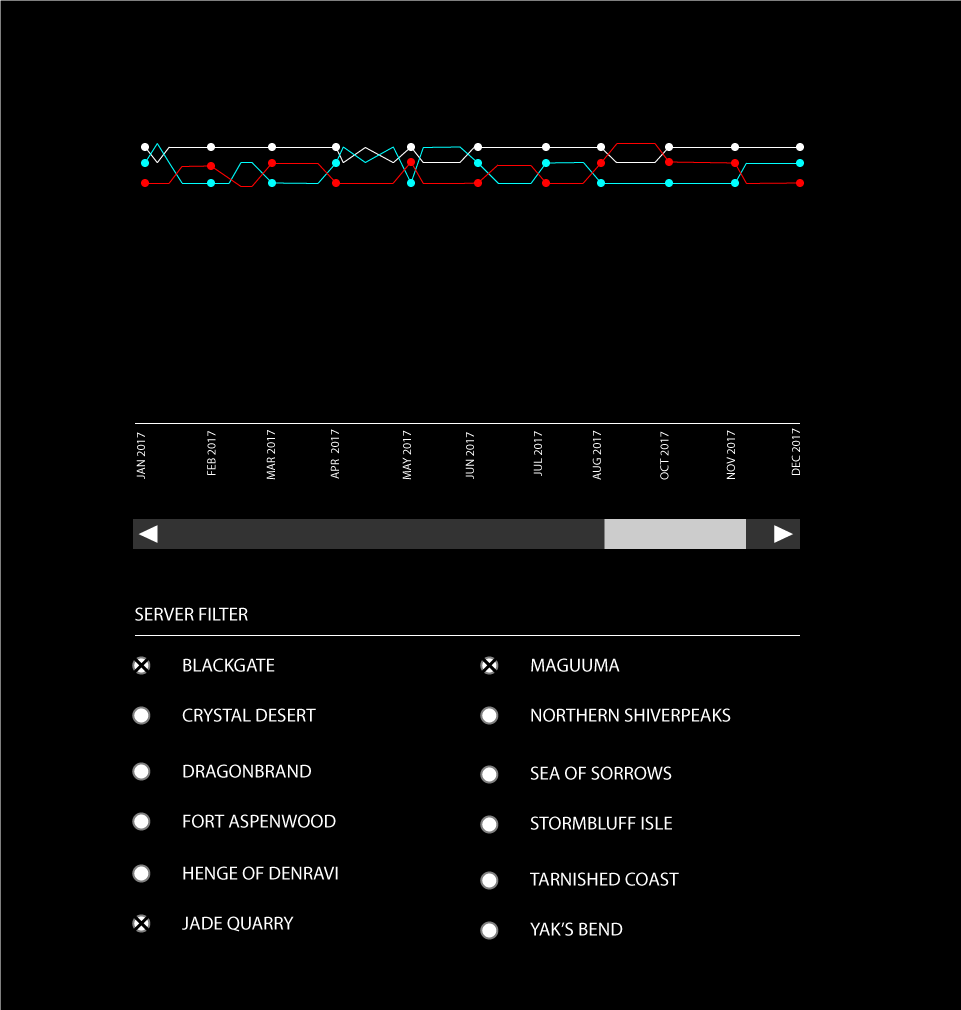 JAN 2017
FEB 2017
MAR 2017
APR 2017
MAY 2017
JUN 2017
JUL 2017
AUG 2017
OCT 2017
NOV 2017
DEC 2017
SERVER FILTER
BLACKGATE
MAGUUMA
CRYSTAL DESERT
NORTHERN SHIVERPEAKS
DRAGONBRAND
SEA OF SORROWS
FORT ASPENWOOD
STORMBLUFF ISLE
HENGE OF DENRAVI
TARNISHED COAST
JADE QUARRY
YAK’S BEND